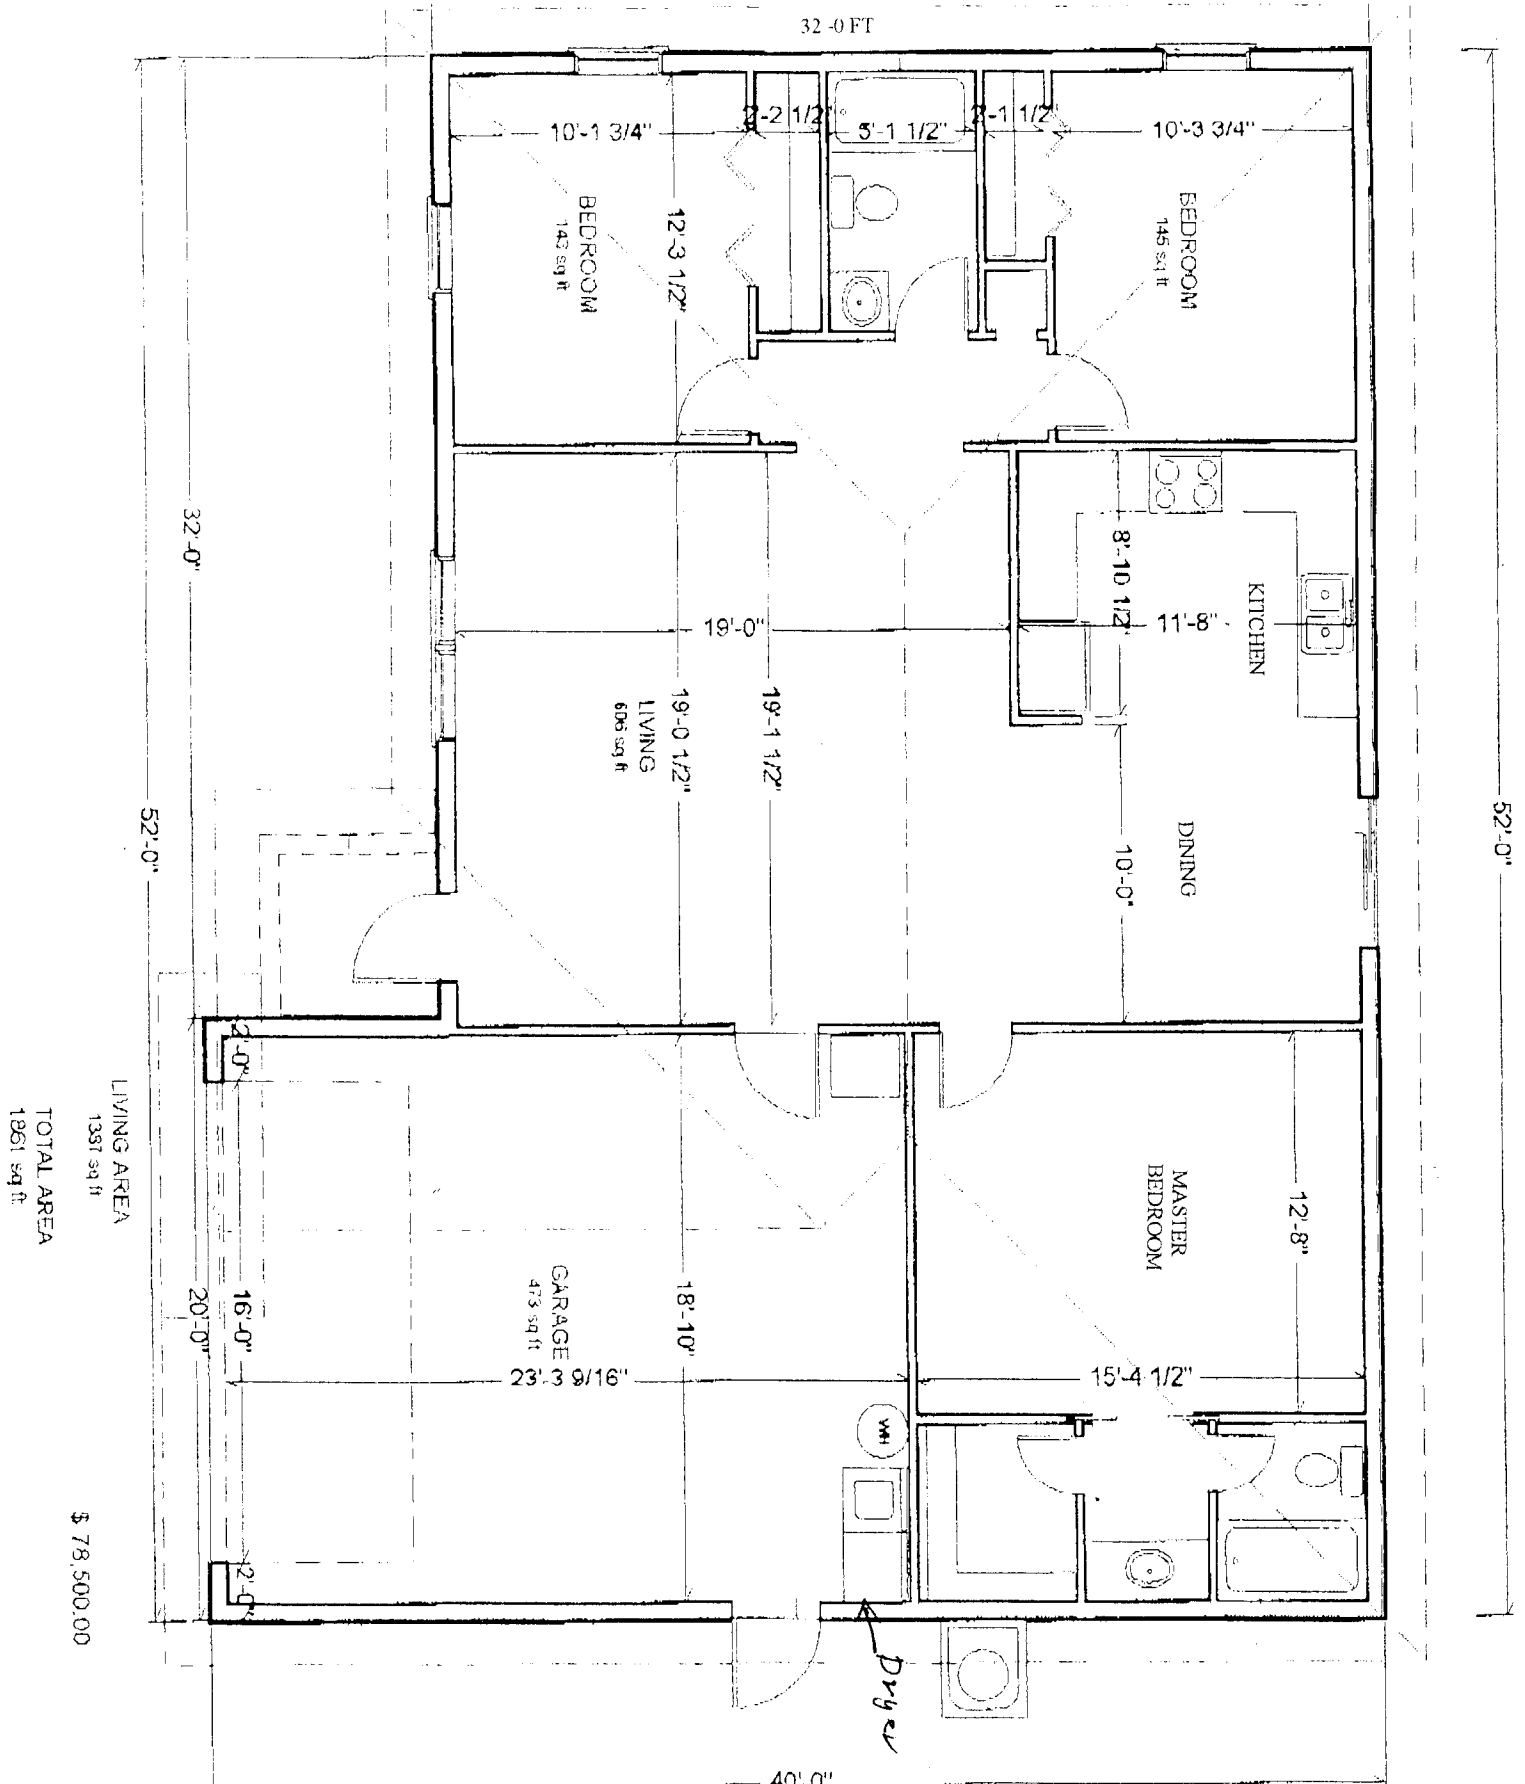 32 -0 FT
10'-1 3/4"
2'-2 1/2"
5'-1 1/2"
2'-1 1/2"
10'-3 3/4"
BEDROOM
143 sq ft
12'-3 1/2"
BEDROOM
145 sq ft
32'-0"
52'-0"
52'-0"
8'-10 1/2"
KITCHEN
11'-8"
19'-0"
LIVING
606 sq ft
19'-0 1/2"
19'-1 1/2"
DINING
10'-0"
2'-0"
16'-0"
20'-0"
2'-0"
GARAGE
473 sq ft
18'-10"
23'-3 9/16"
MASTER
BEDROOM
12'-8"
15'-4 1/2"
WH
Dryer
LIVING AREA
1387 sq ft
TOTAL AREA
1861 sq ft
$ 78,500.00
40'-0"